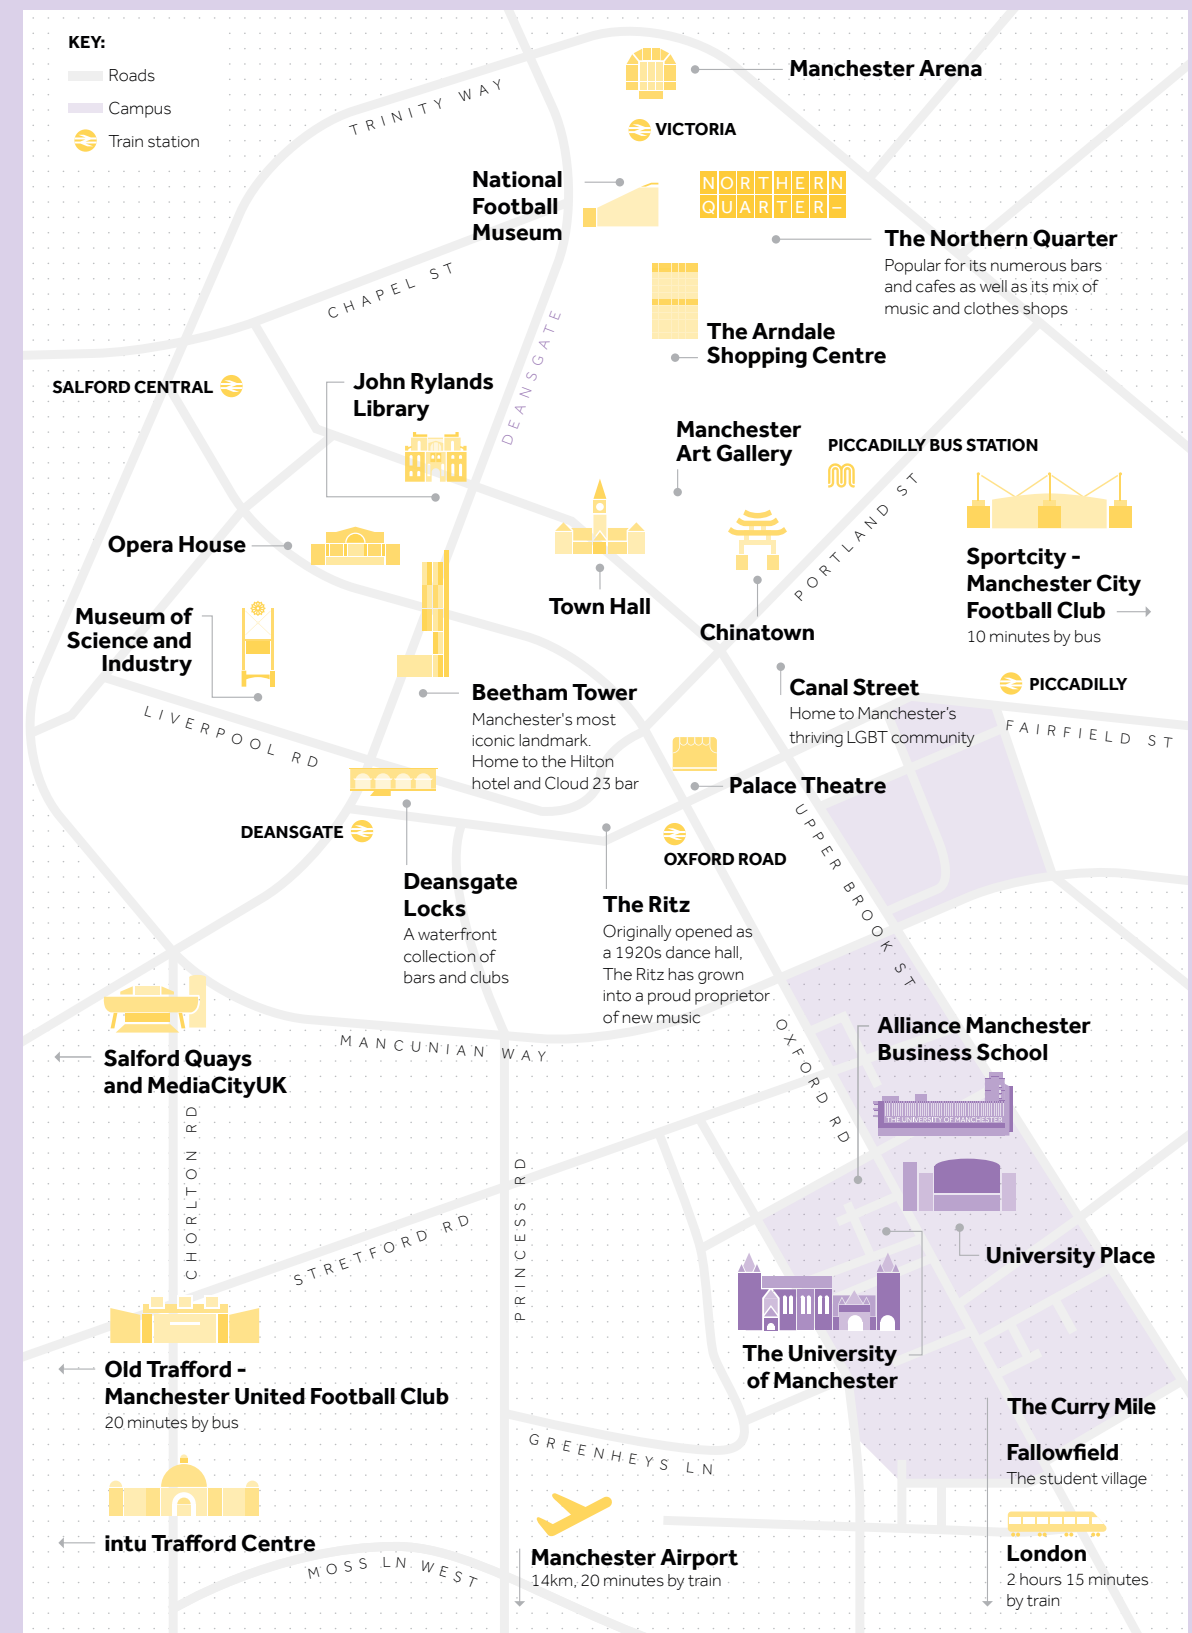 KEY:
Roads
Campus
Train station
TRINITY WAY
Manchester Arena
VICTORIA
National
Football
Museum
NORTHERN
QUARTER–
The Northern Quarter
Popular for its numerous bars
and cafes as well as its mix of
music and clothes shops
CHAPEL ST
DEANSGATE
The Arndale
Shopping Centre
SALFORD CENTRAL
John Rylands
Library
Manchester
Art Gallery
PICCADILLY BUS STATION
PORTLAND ST
Opera House
Town Hall
Chinatown
Sportcity -
Manchester City
Football Club
10 minutes by bus
Museum of
Science and
Industry
LIVERPOOL RD
Beetham Tower
Manchester's most
iconic landmark.
Home to the Hilton
hotel and Cloud 23 bar
Canal Street
Home to Manchester's
thriving LGBT community
PICCADILLY
FAIRFIELD ST
Palace Theatre
DEANSGATE
OXFORD ROAD
UPPER BROOK ST
Deansgate
Locks
A waterfront
collection of
bars and clubs
The Ritz
Originally opened as
a 1920s dance hall,
The Ritz has grown
into a proud proprietor
of new music
Salford Quays
and MediaCityUK
MANCUNIAN WAY
OXFORD RD
Alliance Manchester
Business School
THE UNIVERSITY OF MANCHESTER
CHORLTON RD
STRETFORD RD
PRINCESS RD
University Place
The University
of Manchester
Old Trafford -
Manchester United Football Club
20 minutes by bus
The Curry Mile
Fallowfield
The student village
GREENHEYS LN
intu Trafford Centre
MOSS LN WEST
Manchester Airport
14km, 20 minutes by train
London
2 hours 15 minutes
by train